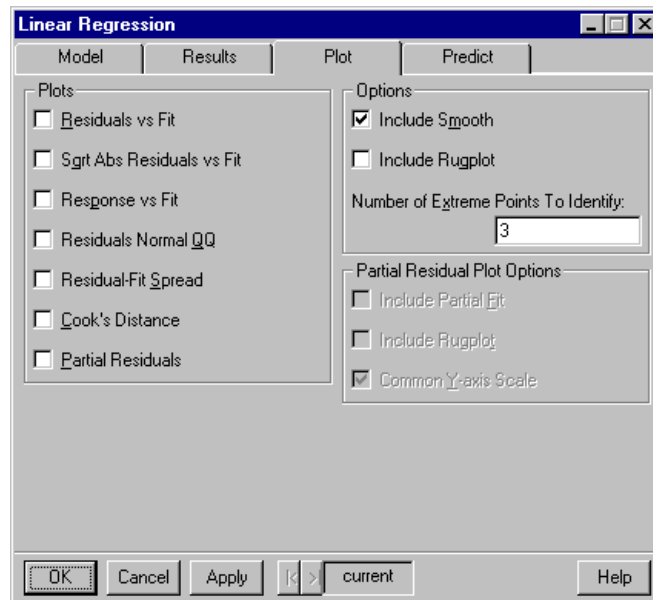 Linear Regression
Model Results Plot Predict
Plots
Residuals vs Fit
Sqrt Abs Residuals vs Fit
Response vs Fit
Residuals Normal QQ
Residual-Fit Spread
Cook's Distance
Partial Residuals
Options
Include Smooth
Include Rugplot
Number of Extreme Points To Identify:
3
Partial Residual Plot Options
Include Partial Fit
Include Rugplot
Common Y-axis Scale
OK Cancel Apply current Help